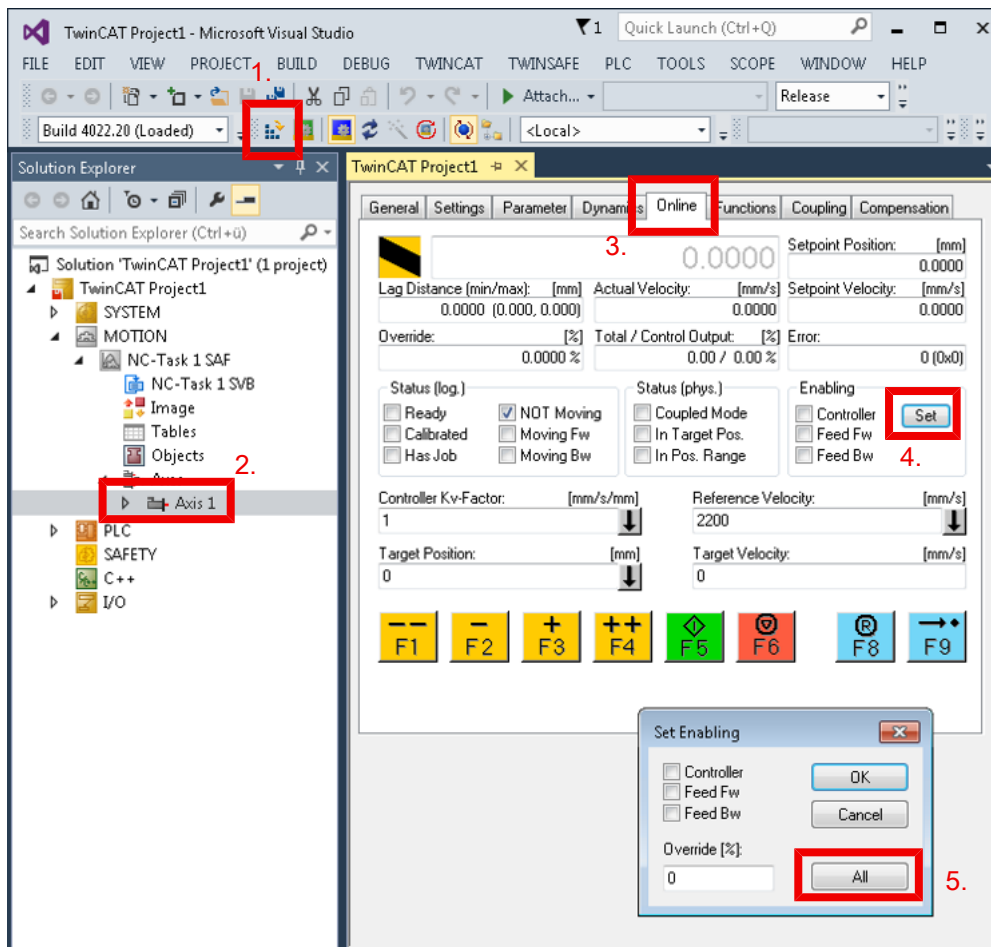 TwinCAT Project1 - Microsoft Visual Studio
1
Quick Launch (Ctrl+Q)
FILE EDIT VIEW PROJECT BUILD DEBUG TWINCAT TWINSAFE PLC TOOLS SCOPE WINDOW HELP
1.
Attach...
Release
Build 4022.20 (Loaded)
<Local>
Solution Explorer
Search Solution Explorer (Ctrl+ü)
Solution 'TwinCAT Project1' (1 project)
TwinCAT Project1
SYSTEM
MOTION
NC-Task 1 SAF
NC-Task 1 SVB
Image
Tables
Objects
2.
Axes
Axis 1
PLC
SAFETY
C++
I/O
TwinCAT Project1
General Settings Parameter Dynamics Online Functions Coupling Compensation
3.
0.0000
Setpoint Position: [mm]
0.0000
Lag Distance (min/max): [mm] Actual Velocity: [mm/s] Setpoint Velocity: [mm/s]
0.0000 (0.000, 0.000) 0.0000 0.0000
Override: [%] Total / Control Output: [%] Error:
0.0000 % 0.00 / 0.00 % 0 (0x0)
Status (log.) Status (phys.) Enabling
Ready NOT Moving Coupled Mode Controller Set
Calibrated Moving Fw In Target Pos. Feed Fw
Has Job Moving Bw In Pos. Range Feed Bw
4.
Controller Kv-Factor: [mm/s/mm] Reference Velocity: [mm/s]
1 2200
Target Position: [mm] Target Velocity: [mm/s]
0 0
-- - + ++ R
F1 F2 F3 F4 F5 F6 F8 F9
Set Enabling
Controller OK
Feed Fw
Feed Bw Cancel
Override [%]:
0 All
5.